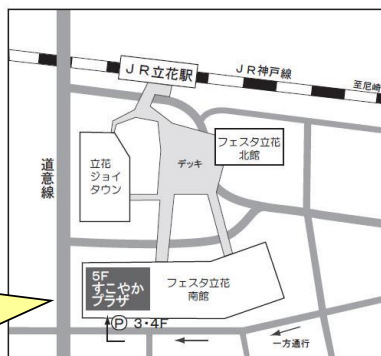 JR立花駅
JR神戸線
至尼崎
フェスタ立花
北館
立花
ジョイ
タウン
デッキ
道意線
5F
すこやか
プラザ
フェスタ立花
南館
Ⓟ 3・4F
一方通行